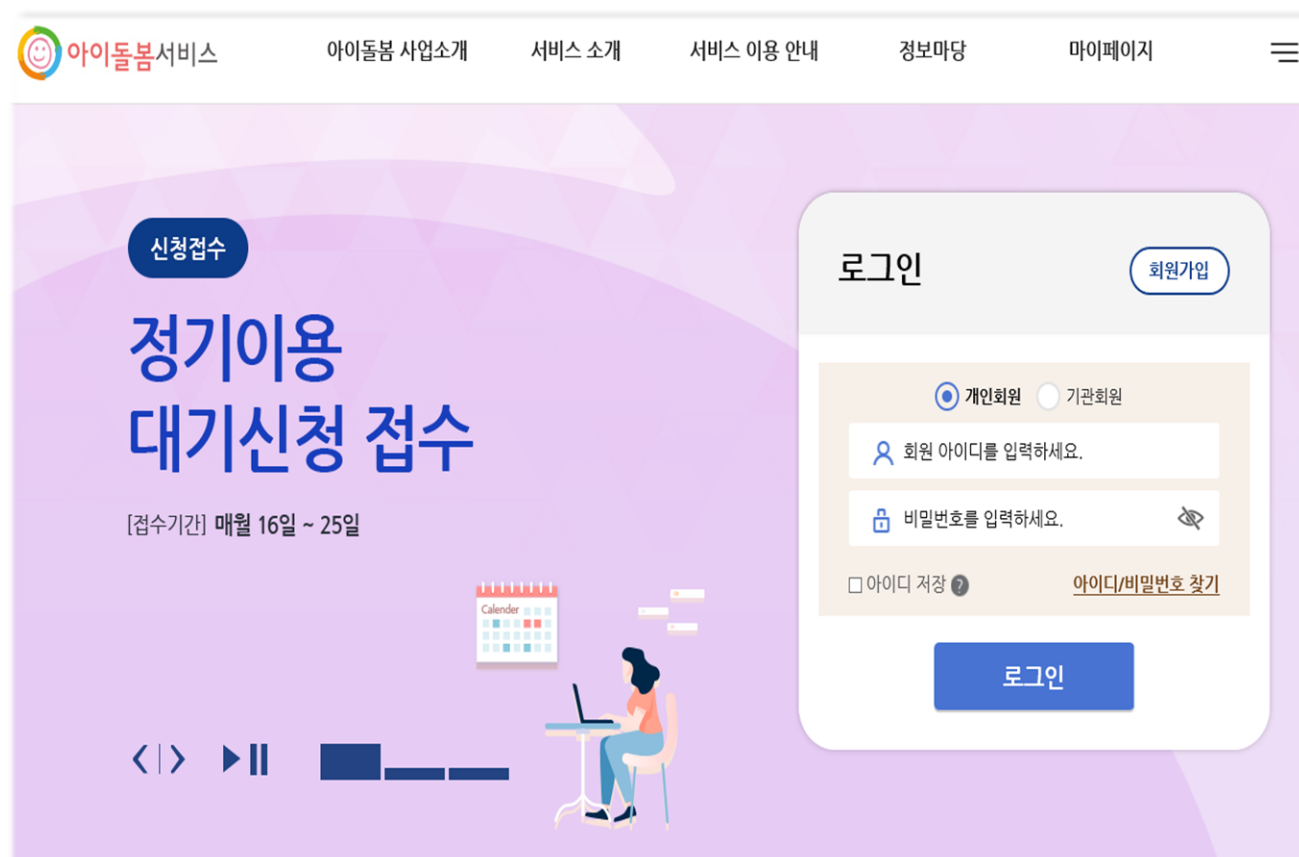 아이돌봄서비스
아이돌봄 사업소개 서비스 소개 서비스 이용 안내 정보마당 마이페이지
신청접수
정기이용
대기신청 접수
[접수기간] 매월 16일 ~ 25일
Calender
로그인 회원가입
개인회원 기관회원
회원 아이디를 입력하세요.
비밀번호를 입력하세요.
아이디 저장 ? 아이디/비밀번호 찾기
로그인